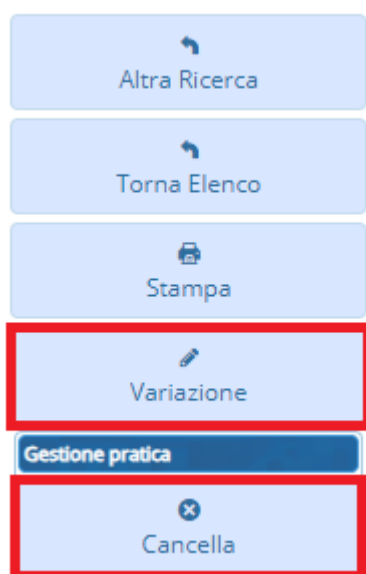 Altra Ricerca
Torna Elenco
Stampa
Variazione
Gestione pratica
Cancella